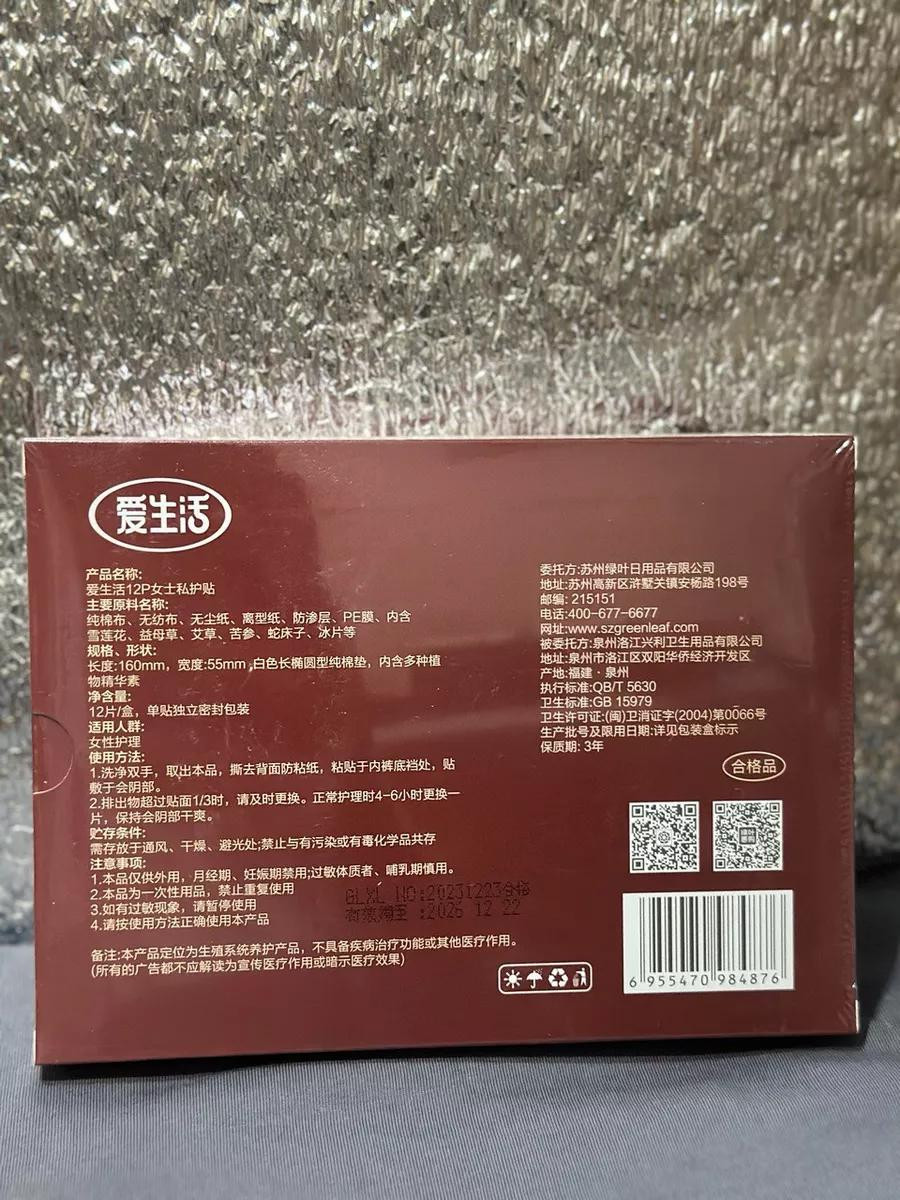 爱生活
产品名称:
爱生活12P女士私护贴
主要原料名称:
纯棉布、无纺布、无尘纸、离型纸、防渗层、PE膜、内含
雪莲花、益母草、艾草、苦参、蛇床子、冰片等
规格、形状:
长度:160mm，宽度:55mm,白色长椭圆型纯棉垫，内含多种植
物精华素
净含量:
12片/盒，单贴独立密封包装
适用人群:
女性护理
使用方法:
1.洗净双手，取出本品，撕去背面防粘纸，粘贴于内裤底裆处，贴
敷于会阴部。
2.排出物超过贴面1/3时，请及时更换。正常护理时4-6小时更换一
片，保持会阴部干爽。
贮存条件:
需存放于通风、干燥、避光处;禁止与有污染或有毒化学品共存
注意事项:
1.本品仅供外用，月经期、妊娠期禁用;过敏体质者、哺乳期慎用。
2.本品为一次性用品，禁止重复使用
3.如有过敏现象，请暂停使用
4.请按使用方法正确使用本产品
GLXL NO:20231223合格
有效期至 :2026 12 22
备注:本产品定位为生殖系统养护产品，不具备疾病治疗功能或其他医疗作用。
(所有的广告都不应解读为宣传医疗作用或暗示医疗效果)
委托方:苏州绿叶日用品有限公司
地址:苏州高新区浒墅关镇安杨路198号
邮编: 215151
电话:400-677-6677
网址:www.szgreenleaf.com
被委托方:泉州洛江兴利卫生用品有限公司
地址:泉州市洛江区双阳华侨经济开发区
产地:福建·泉州
执行标准:QB/T 5630
卫生标准:GB 15979
卫生许可证:(闽)卫消证字(2004)第0066号
生产批号及限用日期:详见包装盒标示
保质期: 3年
合格品
6 955470 984876